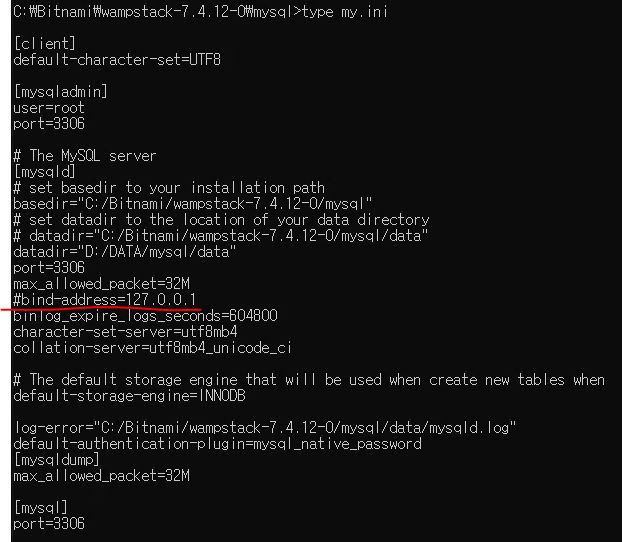 C:₩Bitnami₩wampstack-7.4.12-0₩mysql>type my.ini
[client]
default-character-set=UTF8
[mysqladmin]
user=root
port=3306
# The MySQL server
[mysqld]
# set basedir to your installation path
basedir="C:/Bitnami/wampstack-7.4.12-0/mysql"
# set datadir to the location of your data directory
# datadir="C:/Bitnami/wampstack-7.4.12-0/mysql/data"
datadir="D:/DATA/mysql/data"
port=3306
max_allowed_packet=32M
#bind-address=127.0.0.1
binlog_expire_logs_seconds=604800
character-set-server=utf8mb4
collation-server=utf8mb4_unicode_ci
# The default storage engine that will be used when create new tables when
default-storage-engine=INNODB
log-error="C:/Bitnami/wampstack-7.4.12-0/mysql/data/mysqld.log"
default-authentication-plugin=mysql_native_password
[mysqldump]
max_allowed_packet=32M
[mysql]
port=3306